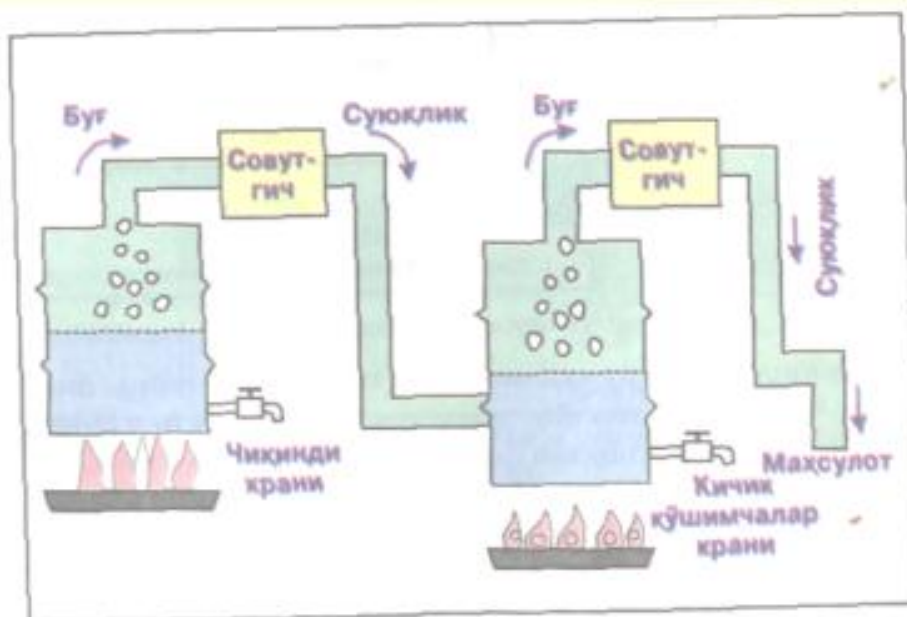 Буғ
Совут-
гич
Суюқлик
Буғ
Совут-
гич
Суюқлик
Чиқинди
крани
Кичик
қўшимчалар
крани
Маҳсулот